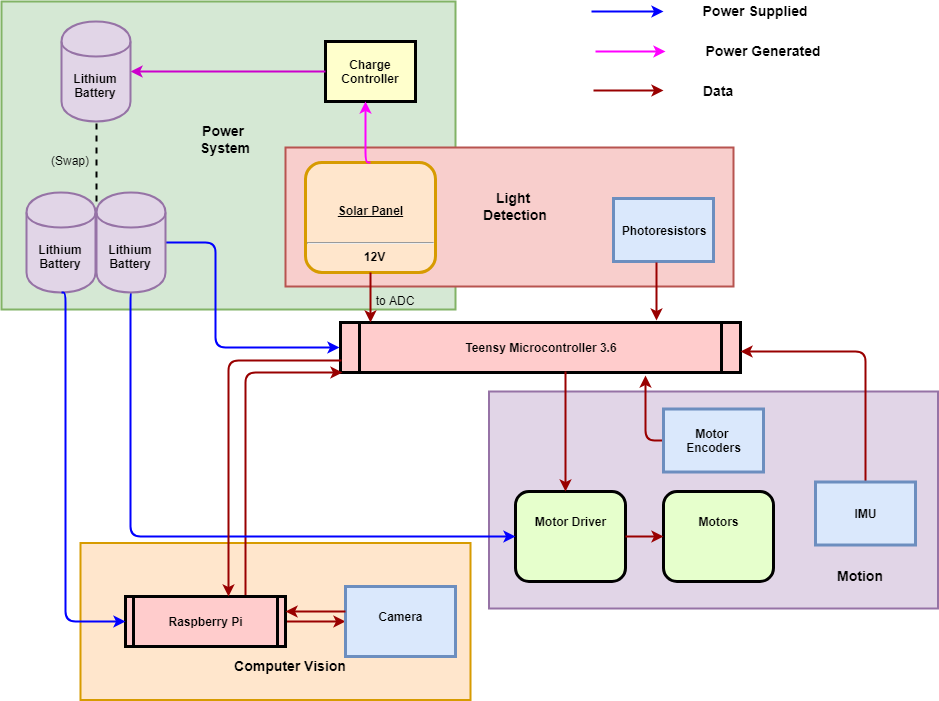 Power Supplied
Power Generated
Data
Lithium
Battery
Charge
Controller
Power
System
(Swap)
Lithium
Battery
Lithium
Battery
Solar Panel
12V
Light
Detection
Photoresistors
to ADC
Teensy Microcontroller 3.6
Motor
Encoders
Motor Driver
Motors
IMU
Motion
Raspberry Pi
Camera
Computer Vision